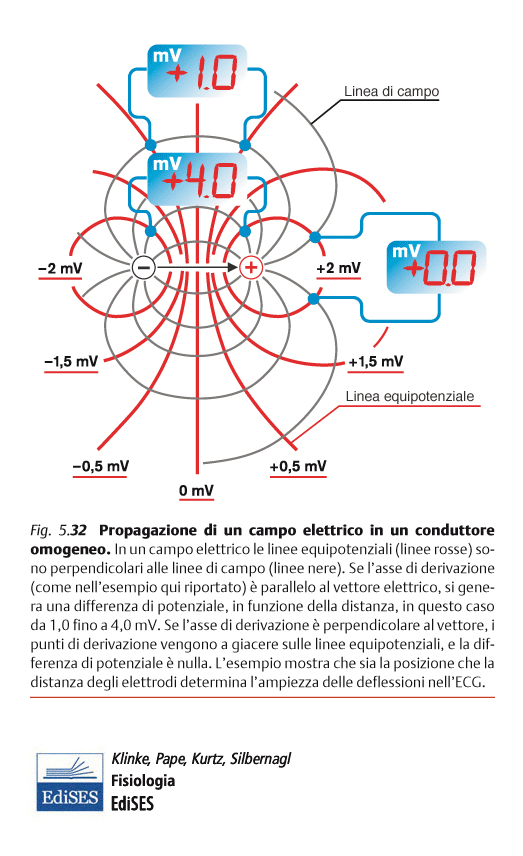 mV
+1.0
Linea di campo
mV
+4.0
mV
+0.0
–2 mV
–
+
+2 mV
–1,5 mV
+1,5 mV
Linea equipotenziale
–0,5 mV
+0,5 mV
0 mV
Fig. 5.32 Propagazione di un campo elettrico in un conduttore
omogeneo. In un campo elettrico le linee equipotenziali (linee rosse) so-
no perpendicolari alle linee di campo (linee nere). Se l’asse di derivazione
(come nell’esempio qui riportato) è parallelo al vettore elettrico, si gene-
ra una differenza di potenziale, in funzione della distanza, in questo caso
da 1,0 fino a 4,0 mV. Se l’asse di derivazione è perpendicolare al vettore, i
punti di derivazione vengono a giacere sulle linee equipotenziali, e la dif-
ferenza di potenziale è nulla. L’esempio mostra che sia la posizione che la
distanza degli elettrodi determina l’ampiezza delle deflessioni nell’ECG.
Klinke, Pape, Kurtz, Silbernagl
Fisiologia
EdiSES
EdiSES